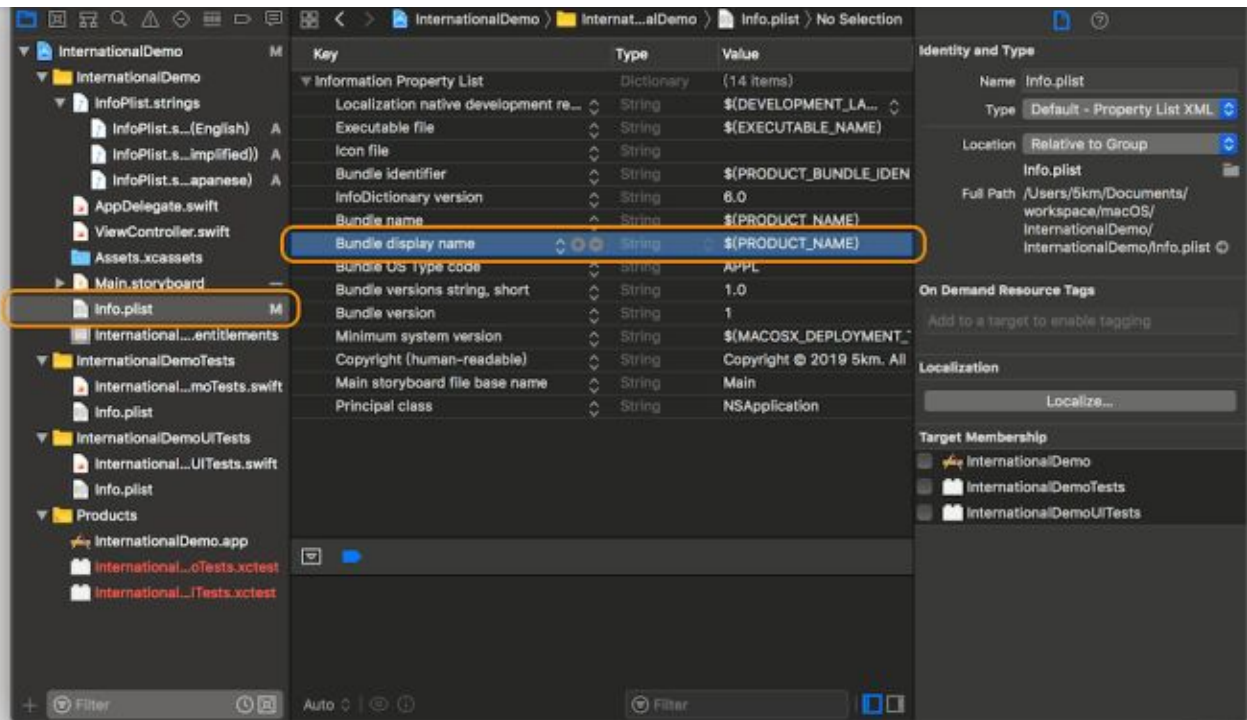 InternationalDemo
Internat...alDemo
Info.plist
No Selection
InternationalDemo M
InternationalDemo
InfoPlist.strings
InfoPlist.s...(English) A
InfoPlist.s...implified)) A
InfoPlist.s...apanese) A
AppDelegate.swift
ViewController.swift
Assets.xcassets
Main.storyboard
Info.plist M
International....entitlements
InternationalDemoTests
International...moTests.swift
Info.plist
InternationalDemoUITests
International...UITests.swift
Info.plist
Products
InternationalDemo.app
International...oTests.xctest
International...ITests.xctest
Filter
Key Type Value
Information Property List Dictionary (14 items)
Localization native development re... String $(DEVELOPMENT_LA...
Executable file String $(EXECUTABLE_NAME)
Icon file String
Bundle identifier String $(PRODUCT_BUNDLE_IDEN
InfoDictionary version String 6.0
Bundle name String $(PRODUCT_NAME)
Bundle display name String $(PRODUCT_NAME)
Bundle OS Type code String APPL
Bundle versions string, short String 1.0
Bundle version String 1
Minimum system version String $(MACOSX_DEPLOYMENT_
Copyright (human-readable) String Copyright © 2019 5km. All
Main storyboard file base name String Main
Principal class String NSApplication
Auto
Filter
Identity and Type
Name Info.plist
Type Default - Property List XML
Location Relative to Group
Info.plist
Full Path /Users/5km/Documents/
workspace/macOS/
InternationalDemo/
InternationalDemo/Info.plist
On Demand Resource Tags
Add to a target to enable tagging
Localization
Localize...
Target Membership
InternationalDemo
InternationalDemoTests
InternationalDemoUITests